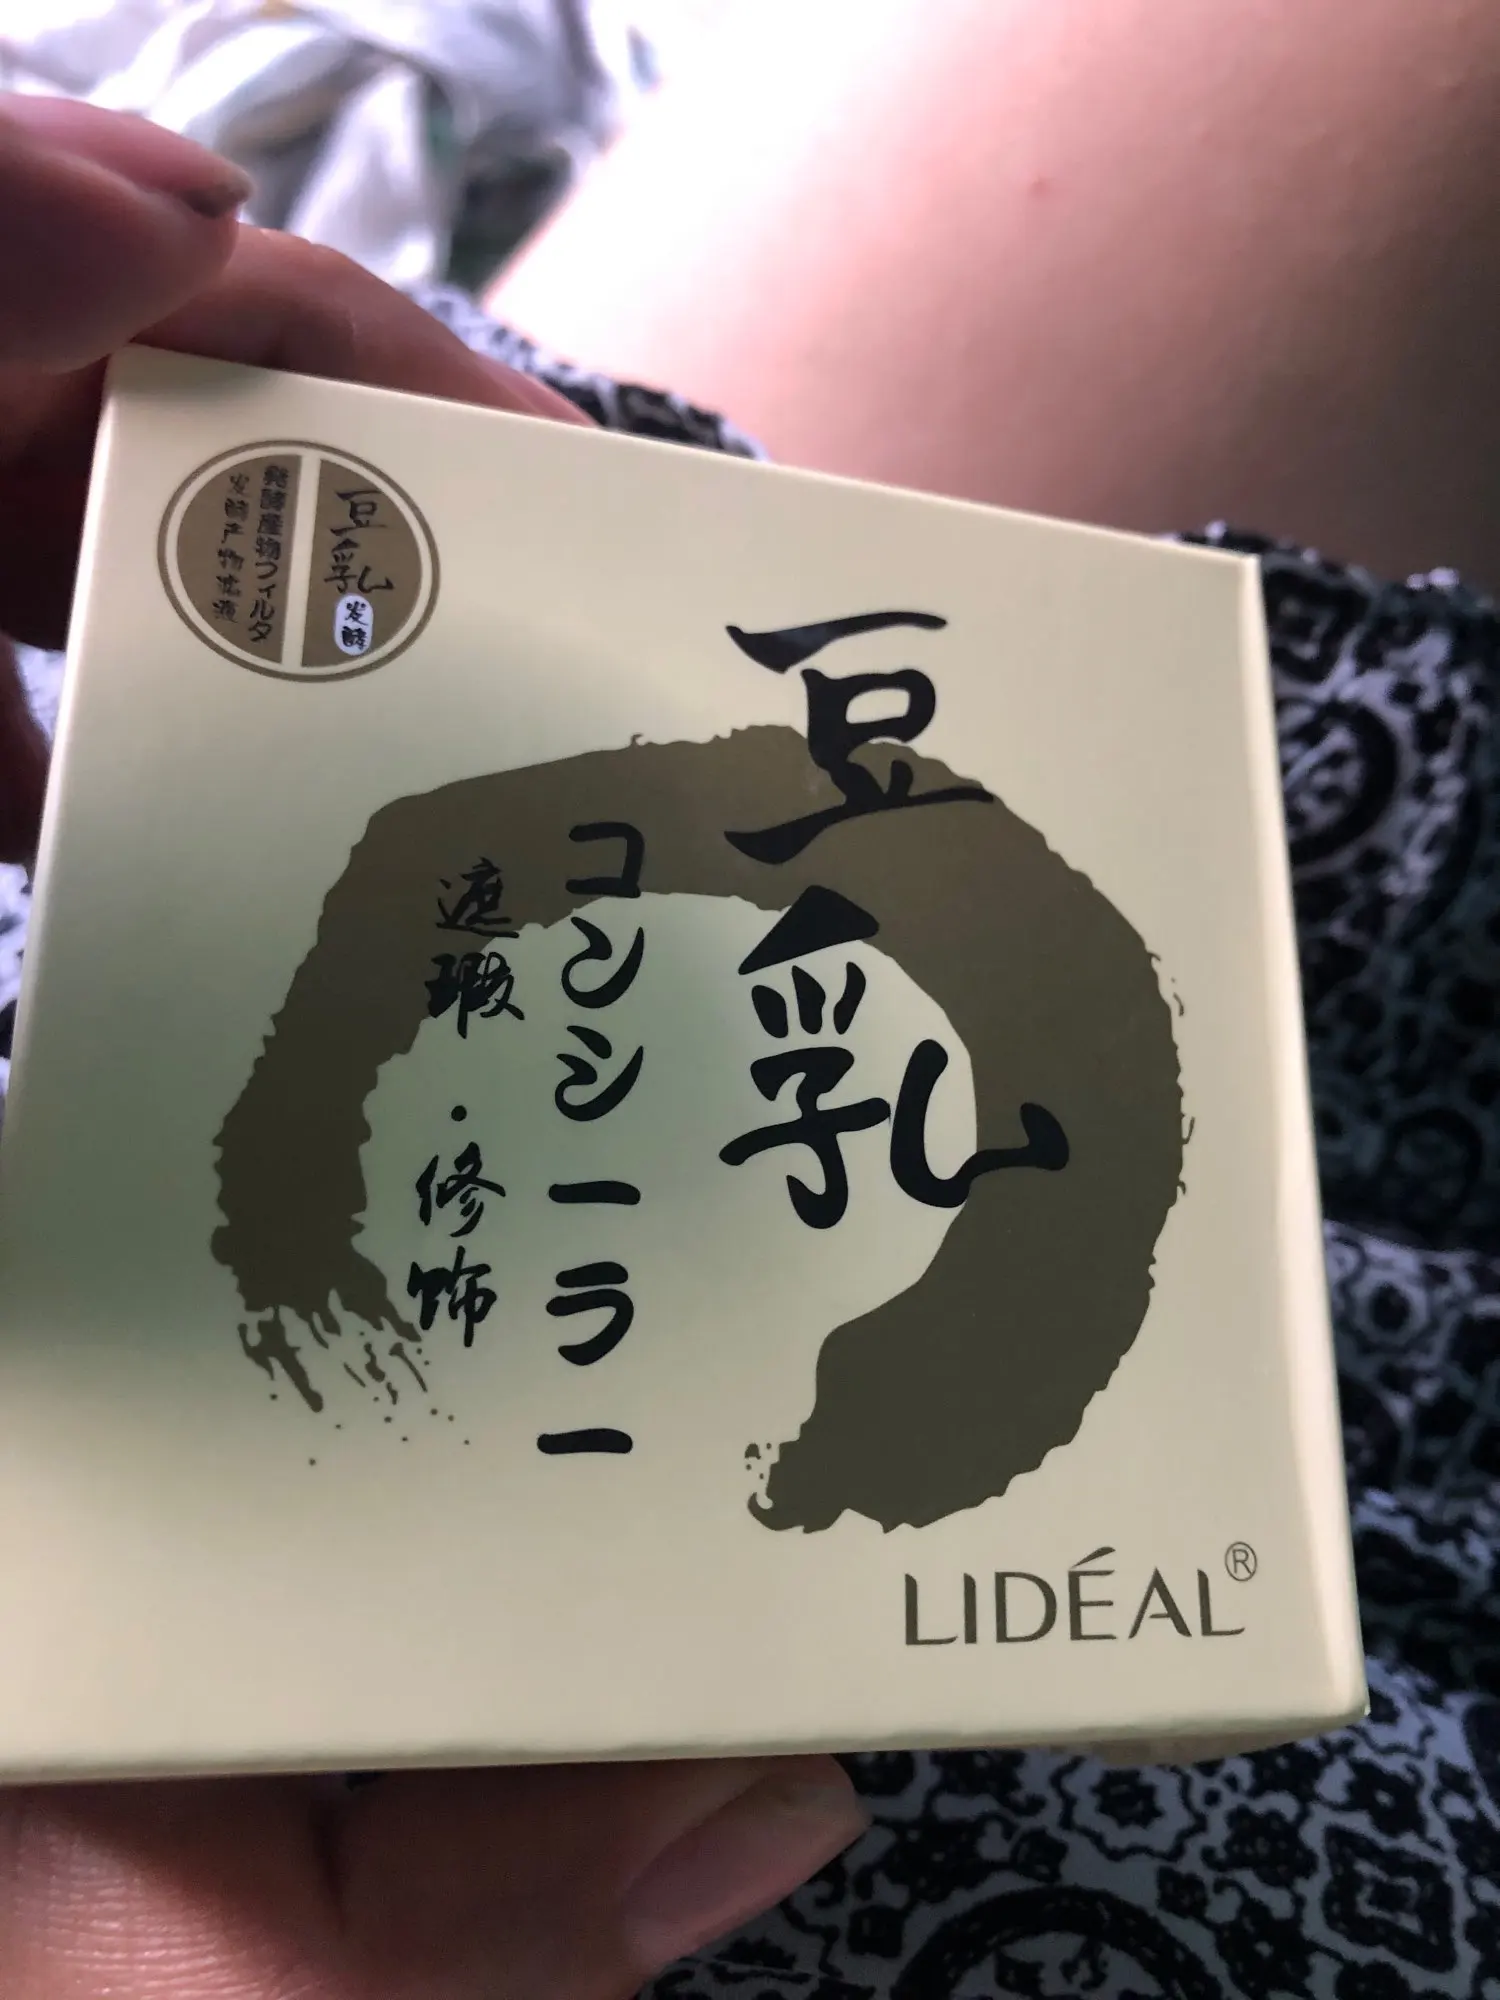 豆乳
发酵
発酵産物フィルタ
发酵产物滤液
豆乳
コンシーラー
遮瑕·修饰
LIDÉAL®